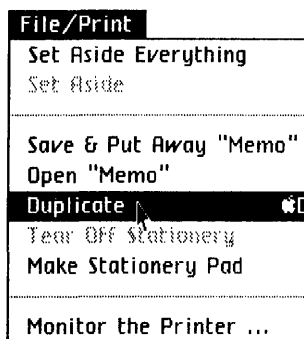 File/Print
Set Aside Everything
Set Aside
Save & Put Away "Memo"
Open "Memo"
Duplicate D
Tear Off Stationery
Make Stationery Pad
Monitor the Printer ...